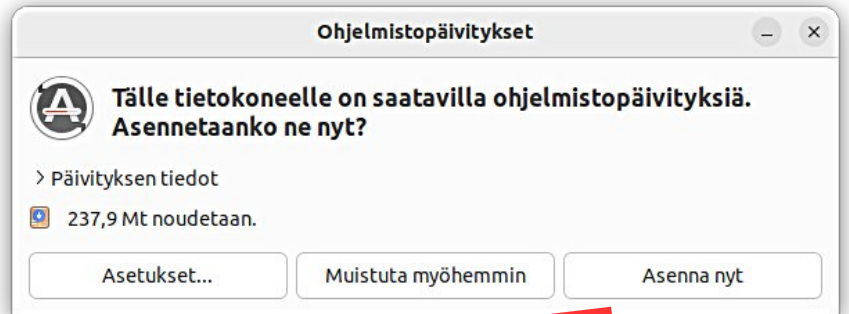 Ohjelmistopäivitykset
Tälle tietokoneelle on saatavilla ohjelmistopäivityksiä.
Asennetaanko ne nyt?
Päivityksen tiedot
237,9 Mt noudetaan.
Asetukset... Muistuta myöhemmin Asenna nyt